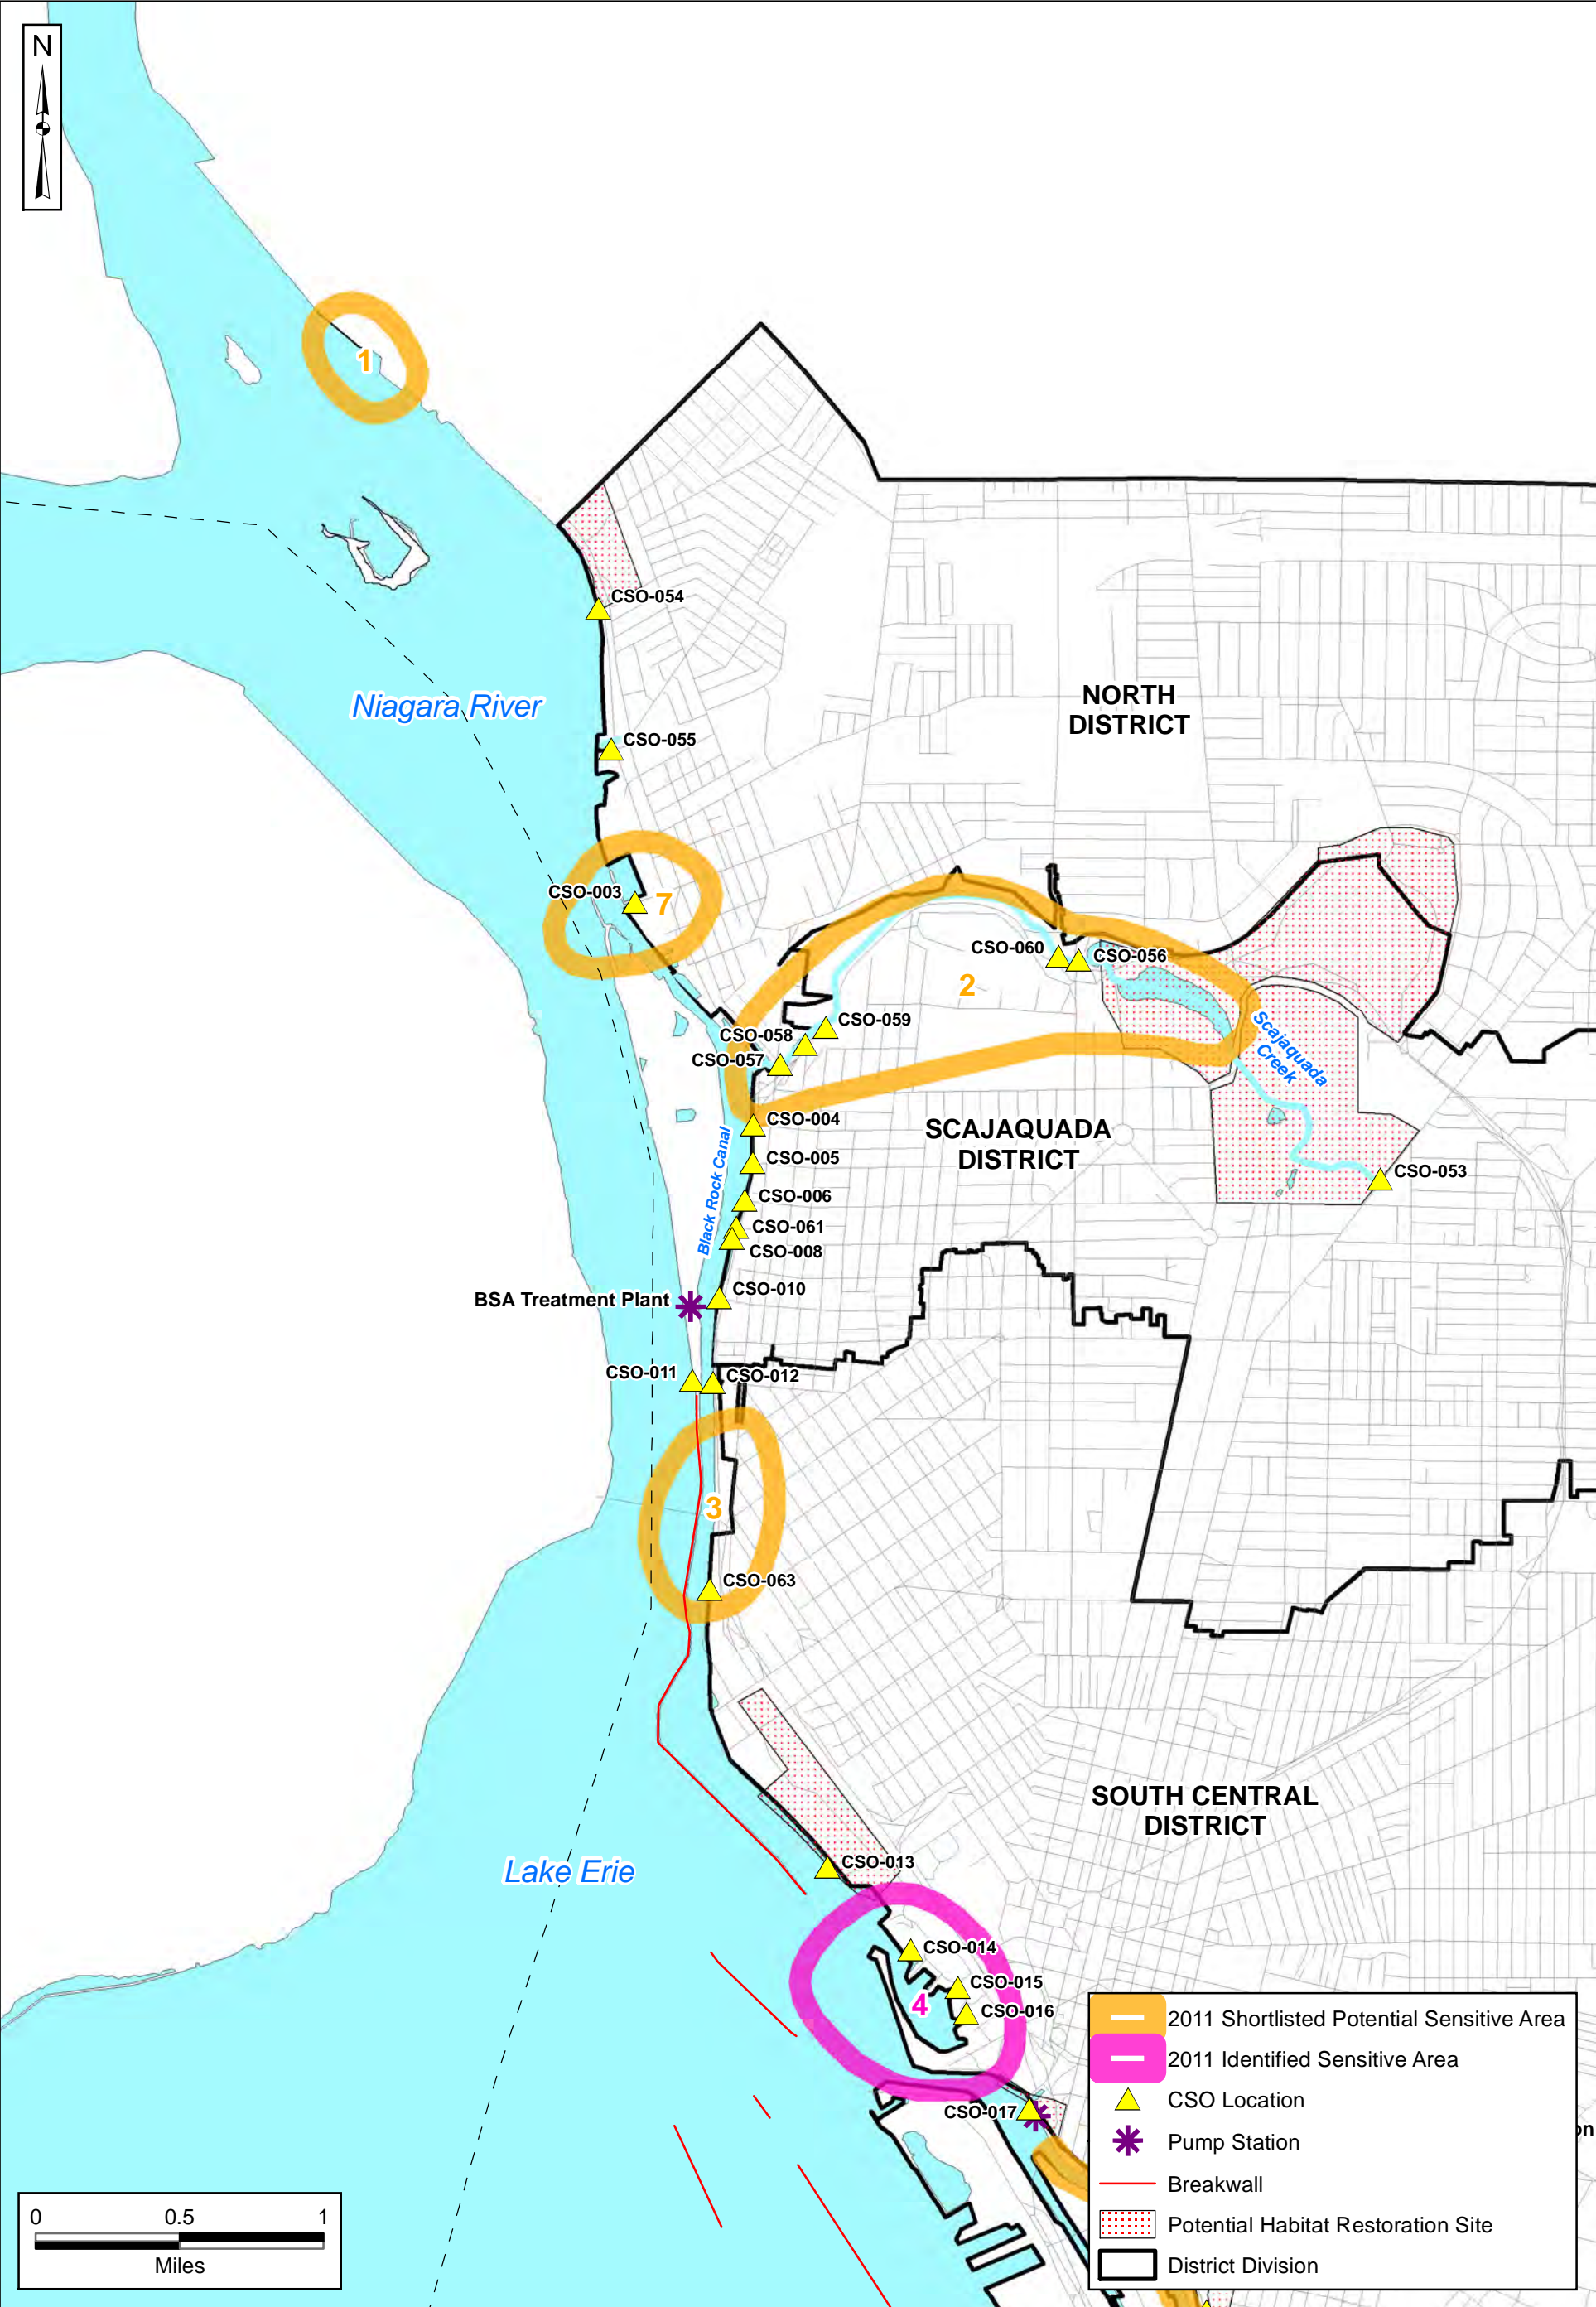 N
1
CSO-054
Niagara River
NORTH
DISTRICT
CSO-055
CSO-003
7
CSO-060
CSO-056
2
CSO-059
CSO-058
CSO-057
Scajaquada
Creek
CSO-004
SCAJAQUADA
DISTRICT
CSO-005
Black Rock Canal
CSO-053
CSO-006
CSO-061
CSO-008
CSO-010
BSA Treatment Plant
CSO-011
CSO-012
3
CSO-063
SOUTH CENTRAL
DISTRICT
Lake Erie
CSO-013
CSO-014
CSO-015
4
CSO-016
CSO-017
2011 Shortlisted Potential Sensitive Area
2011 Identified Sensitive Area
CSO Location
Pump Station
Breakwall
Potential Habitat Restoration Site
District Division
0 0.5 1
Miles